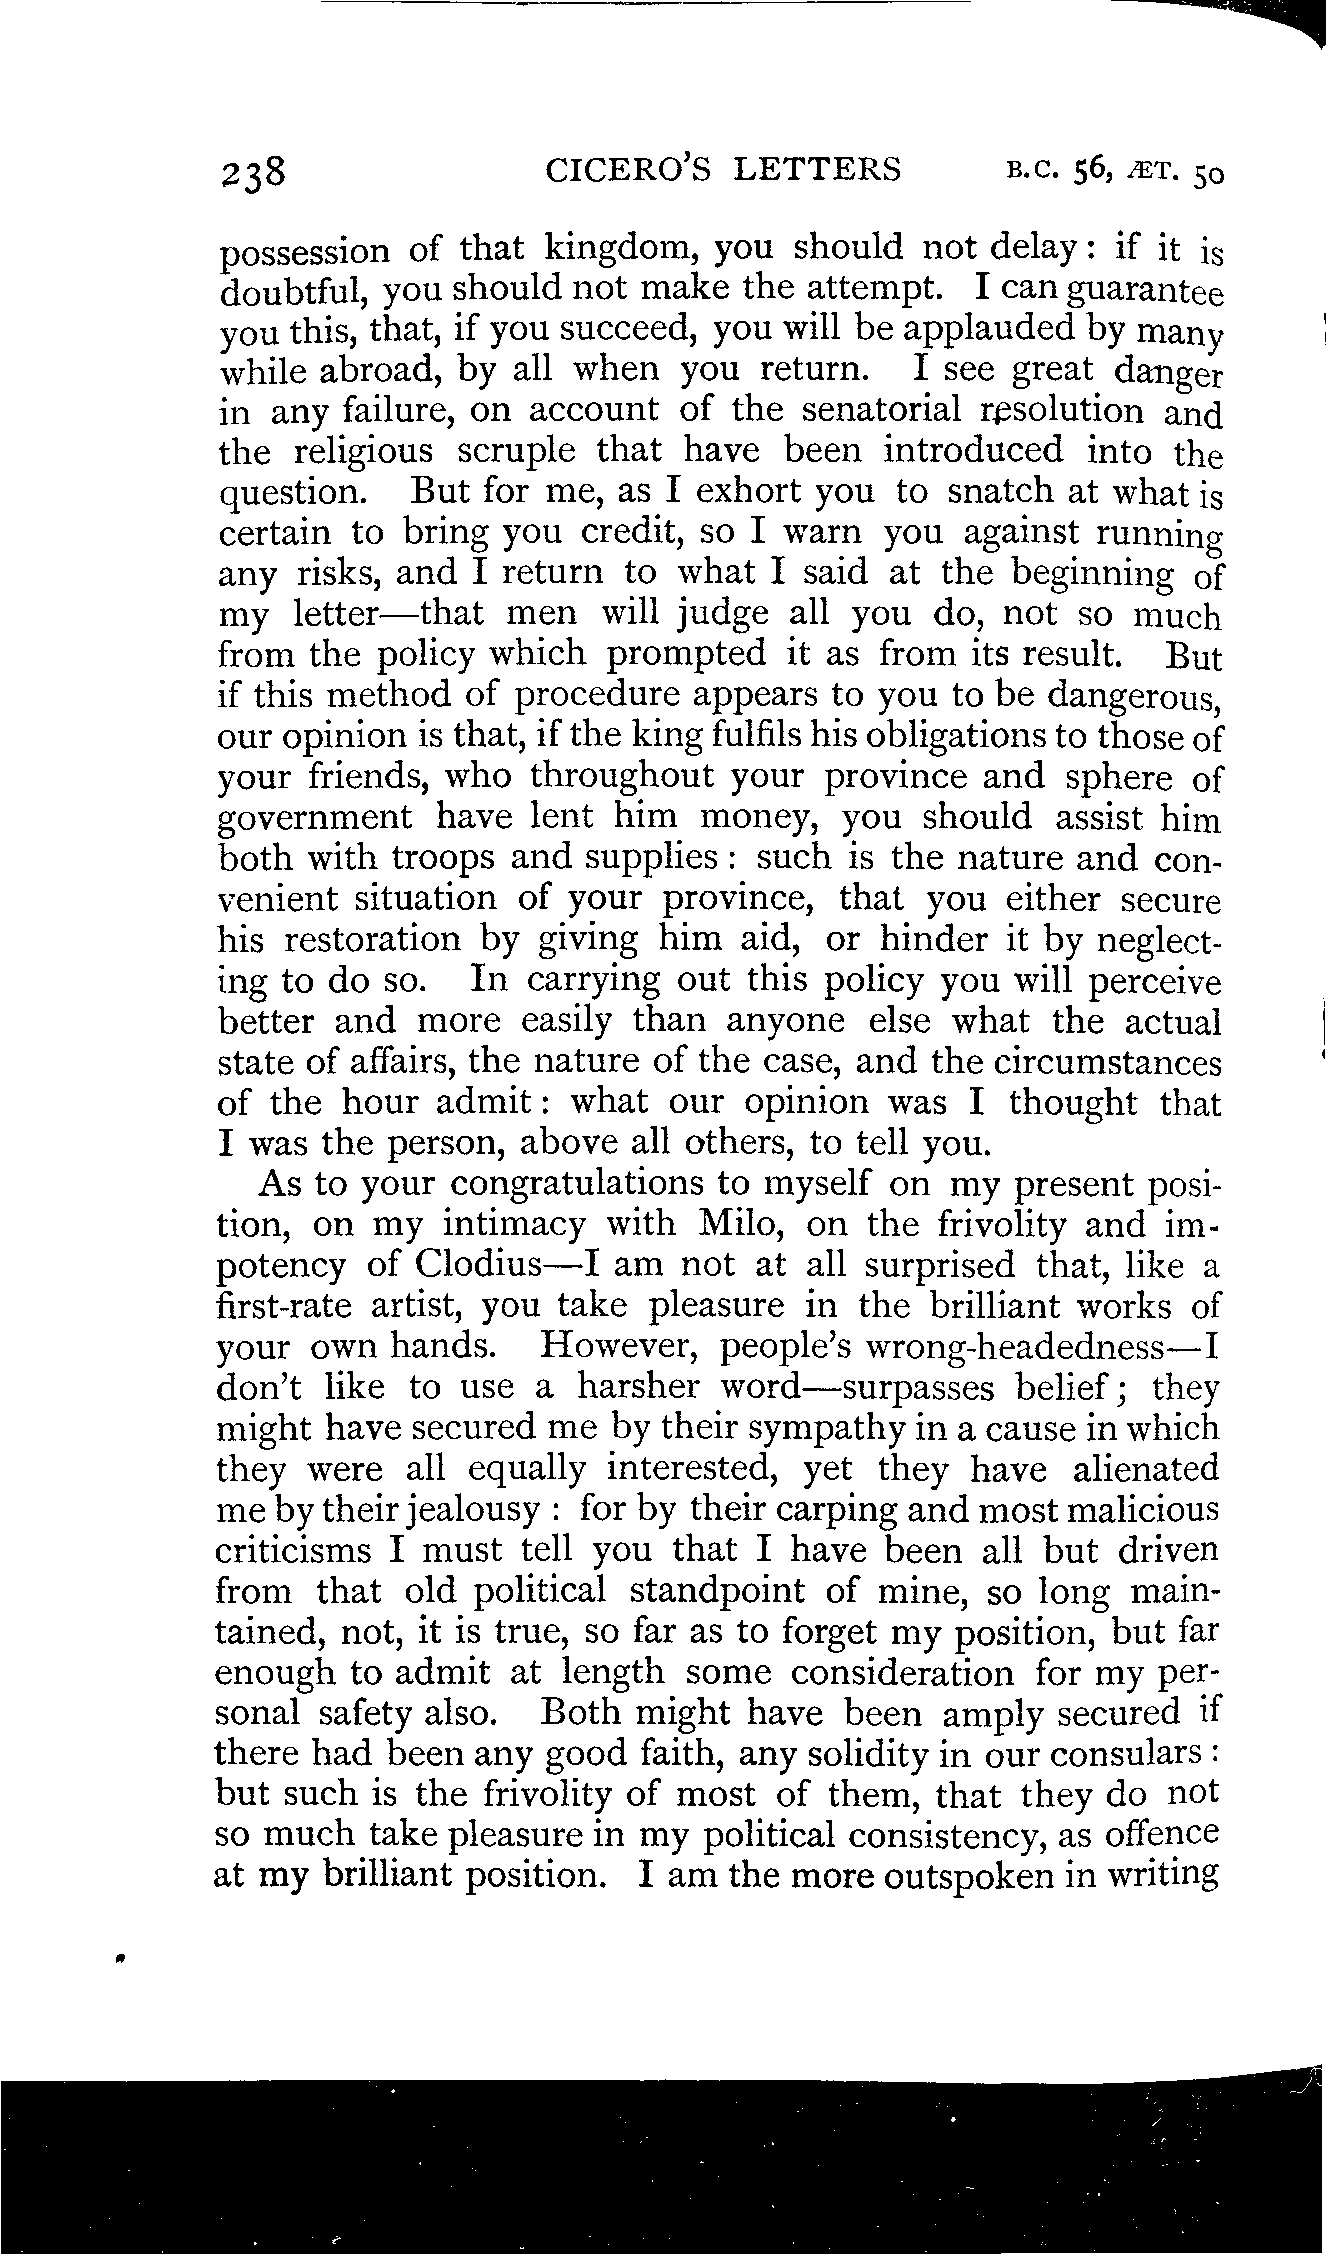 238 CICERO'S LETTERS B.C. 56, ÆT. 50
possession of that kingdom, you should not delay : if it is
doubtful, you should not make the attempt. I can guarantee
you this, that, if you succeed, you will be applauded by many
while abroad, by all when you return. I see great danger
in any failure, on account of the senatorial resolution and
the religious scruple that have been introduced into the
question. But for me, as I exhort you to snatch at what is
certain to bring you credit, so I warn you against running
any risks, and I return to what I said at the beginning of
my letter—that men will judge all you do, not so much
from the policy which prompted it as from its result. But
if this method of procedure appears to you to be dangerous,
our opinion is that, if the king fulfils his obligations to those of
your friends, who throughout your province and sphere of
government have lent him money, you should assist him
both with troops and supplies : such is the nature and con-
venient situation of your province, that you either secure
his restoration by giving him aid, or hinder it by neglect-
ing to do so. In carrying out this policy you will perceive
better and more easily than anyone else what the actual
state of affairs, the nature of the case, and the circumstances
of the hour admit : what our opinion was I thought that
I was the person, above all others, to tell you.
As to your congratulations to myself on my present posi-
tion, on my intimacy with Milo, on the frivolity and im-
potency of Clodius—I am not at all surprised that, like a
first-rate artist, you take pleasure in the brilliant works of
your own hands. However, people's wrong-headedness—I
don't like to use a harsher word—surpasses belief ; they
might have secured me by their sympathy in a cause in which
they were all equally interested, yet they have alienated
me by their jealousy : for by their carping and most malicious
criticisms I must tell you that I have been all but driven
from that old political standpoint of mine, so long main-
tained, not, it is true, so far as to forget my position, but far
enough to admit at length some consideration for my per-
sonal safety also. Both might have been amply secured if
there had been any good faith, any solidity in our consulars :
but such is the frivolity of most of them, that they do not
so much take pleasure in my political consistency, as offence
at my brilliant position. I am the more outspoken in writing